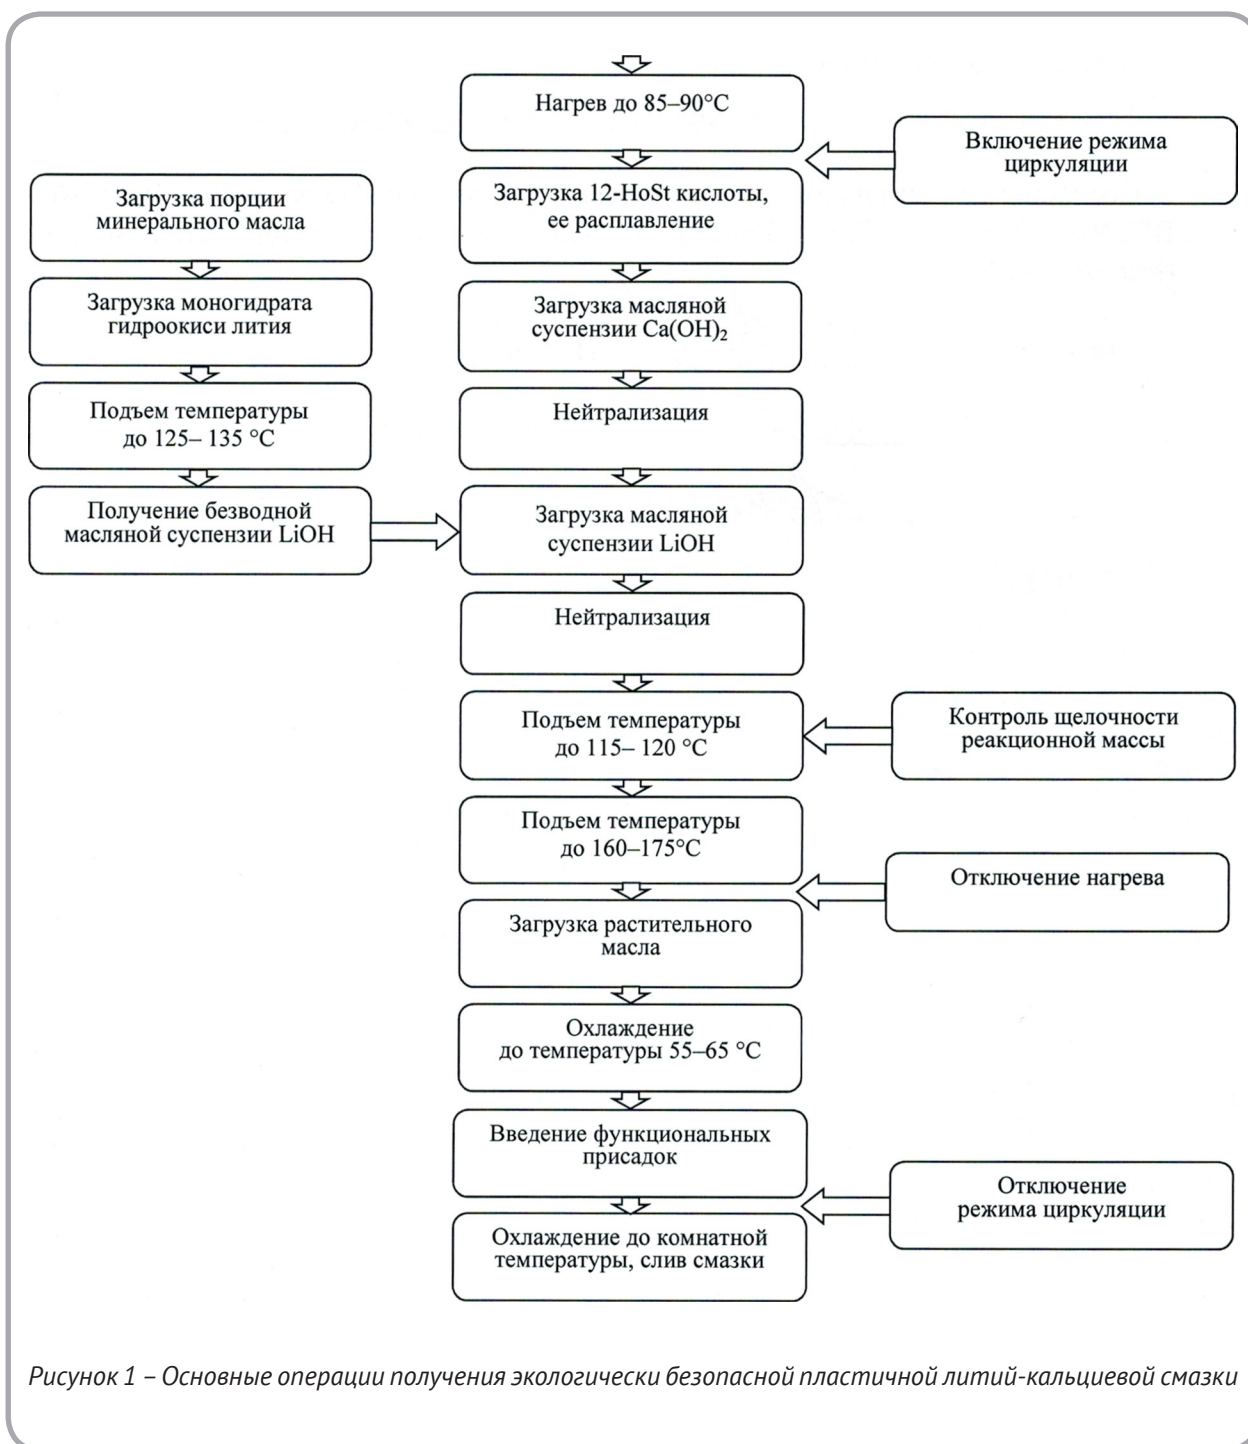 Нагрев до 85–90°C
Включение режима
циркуляции
Загрузка 12-HoSt кислоты,
ее расплавление
Загрузка порции
минерального масла
Загрузка моногидрата
гидроокиси лития
Подъем температуры
до 125– 135 °C
Получение безводной
масляной суспензии LiOH
Загрузка масляной
суспензии Ca(OH)₂
Нейтрализация
Загрузка масляной
суспензии LiOH
Нейтрализация
Подъем температуры
до 115– 120 °C
Контроль щелочности
реакционной массы
Подъем температуры
до 160–175°C
Отключение нагрева
Загрузка растительного
масла
Охлаждение
до температуры 55–65 °C
Введение функциональных
присадок
Отключение
режима циркуляции
Охлаждение до комнатной
температуры, слив смазки
Рисунок 1 – Основные операции получения экологически безопасной пластичной литий-кальциевой смазки